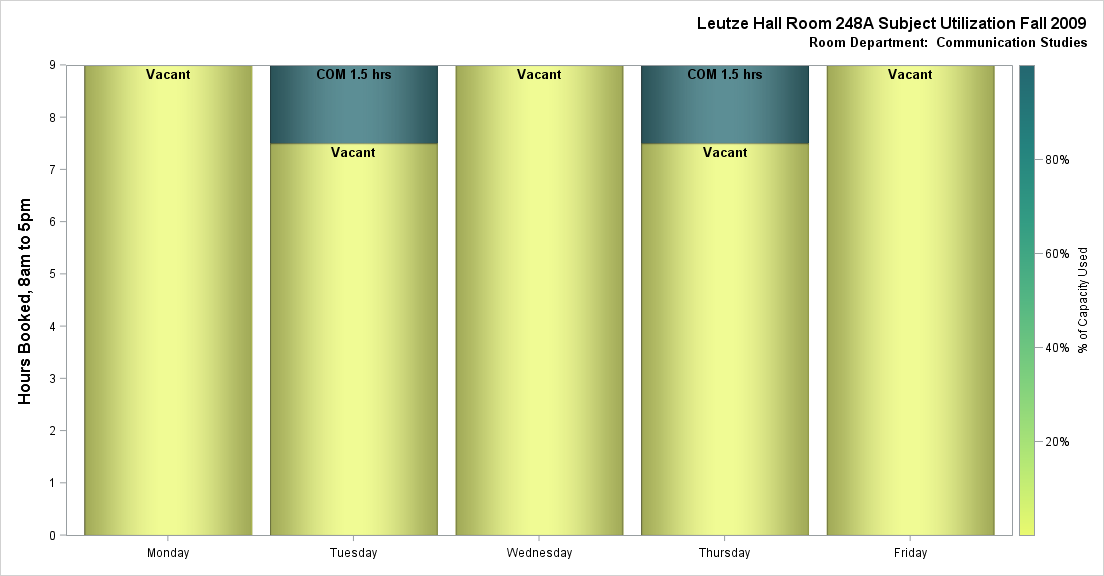 Leutze Hall Room 248A Subject Utilization Fall 2009
Room Department:  Communication Studies
Hours Booked, 8am to 5pm
9
8
7
6
5
4
3
2
1
0
Vacant
COM 1.5 hrs
Vacant
Vacant
COM 1.5 hrs
Vacant
Vacant
Monday
Tuesday
Wednesday
Thursday
Friday
80%
60%
40%
20%
% of Capacity Used